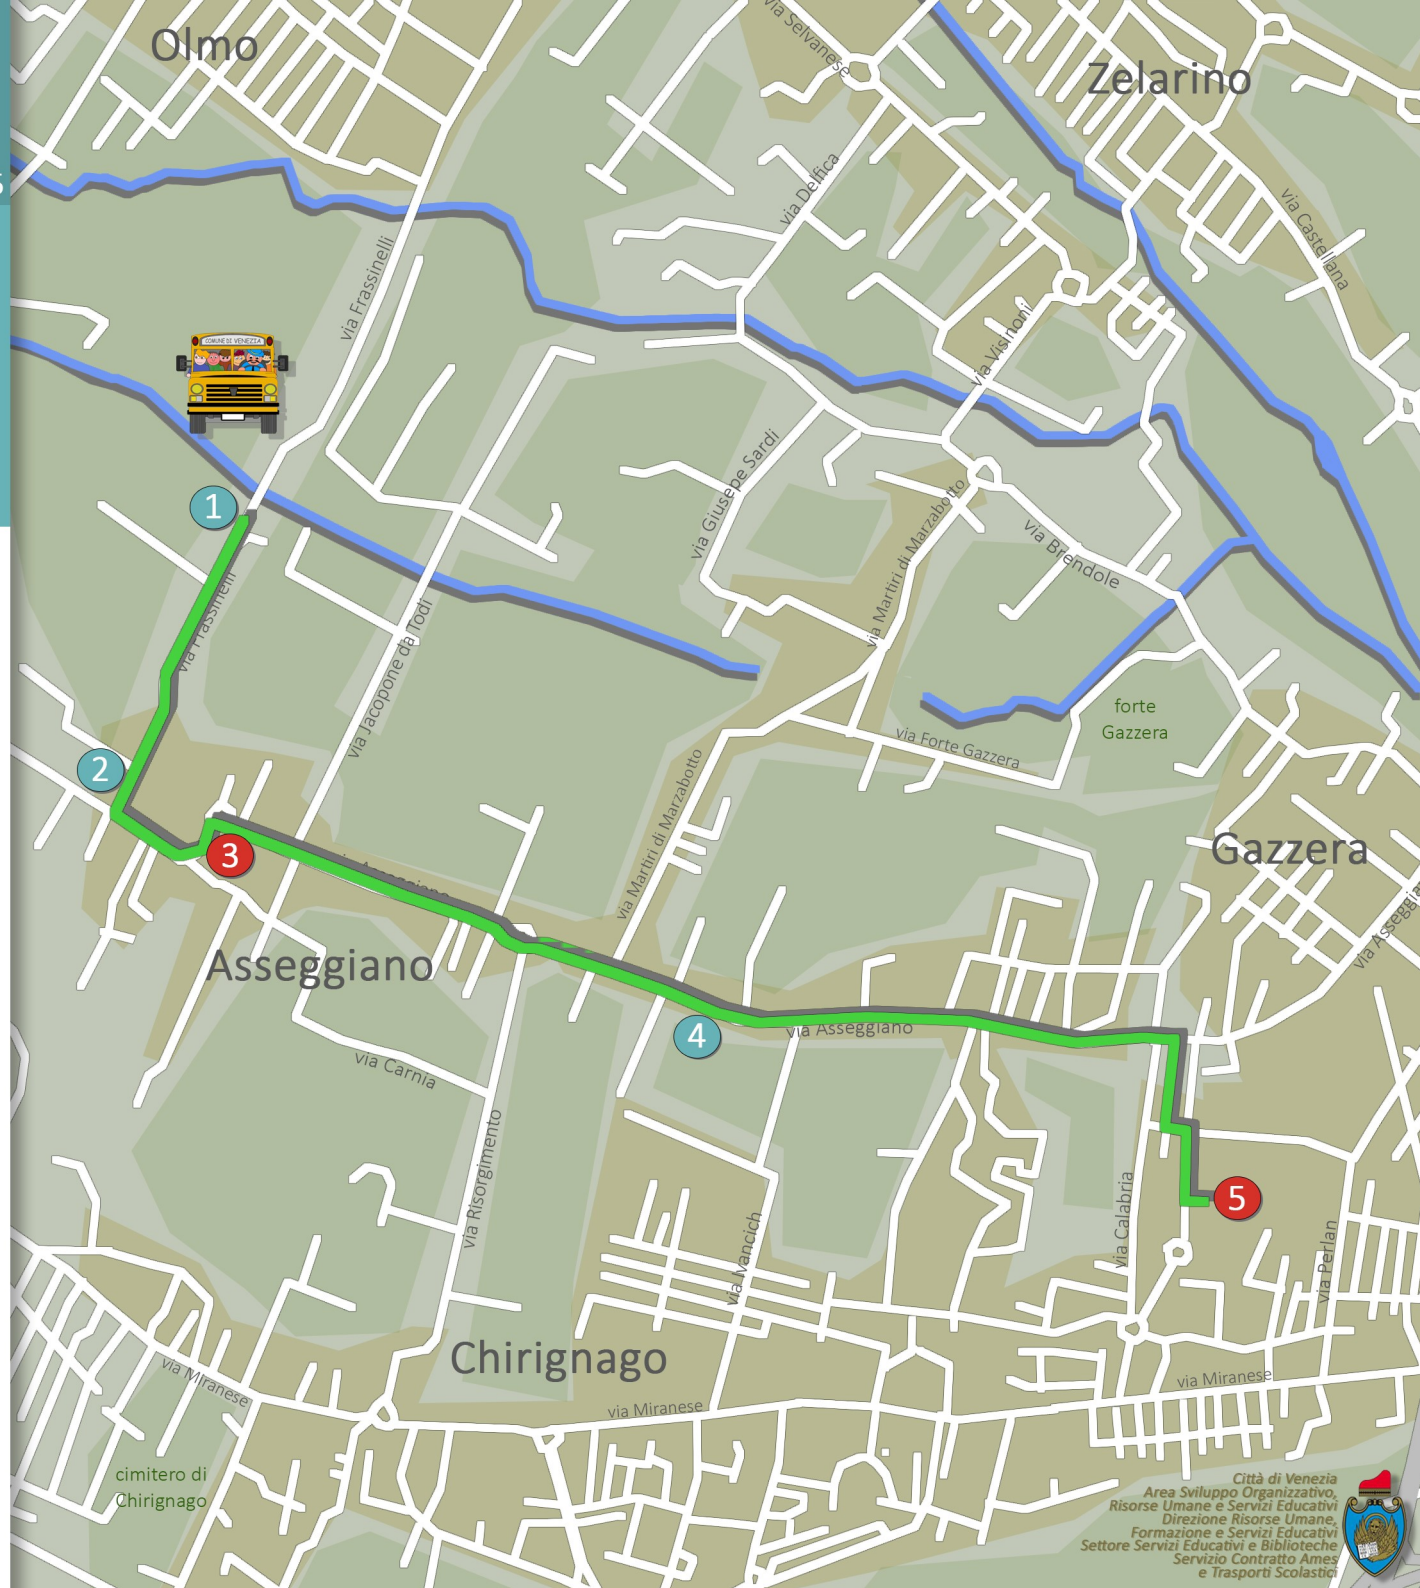 Olmo
Zelarino
via Selvanese
via Delfica
via Castellana
via Frassinelli
COMUNE DI VENEZIA
via Visinoni
via Giusepe Sardi
via Martiri di Marzabotto
via Brendole
1
via Frassinelli
via Jacopone da Todi
forte
Gazzera
via Forte Gazzera
2
via Martiri di Marzabotto
3
Gazzera
via Asseggiano
Asseggiano
4
via Asseggiano
via Carnia
via Risorgimento
5
via Calabria
via Ivancich
via Perlan
Chirignago
via Miranese
via Miranese
via Miranese
cimitero di
Chirignago
Città di Venezia
Area Sviluppo Organizzativo,
Risorse Umane e Servizi Educativi
Direzione Risorse Umane,
Formazione e Servizi Educativi
Settore Servizi Educativi e Biblioteche
Servizio Contratto Ames
e Trasporti Scolastici